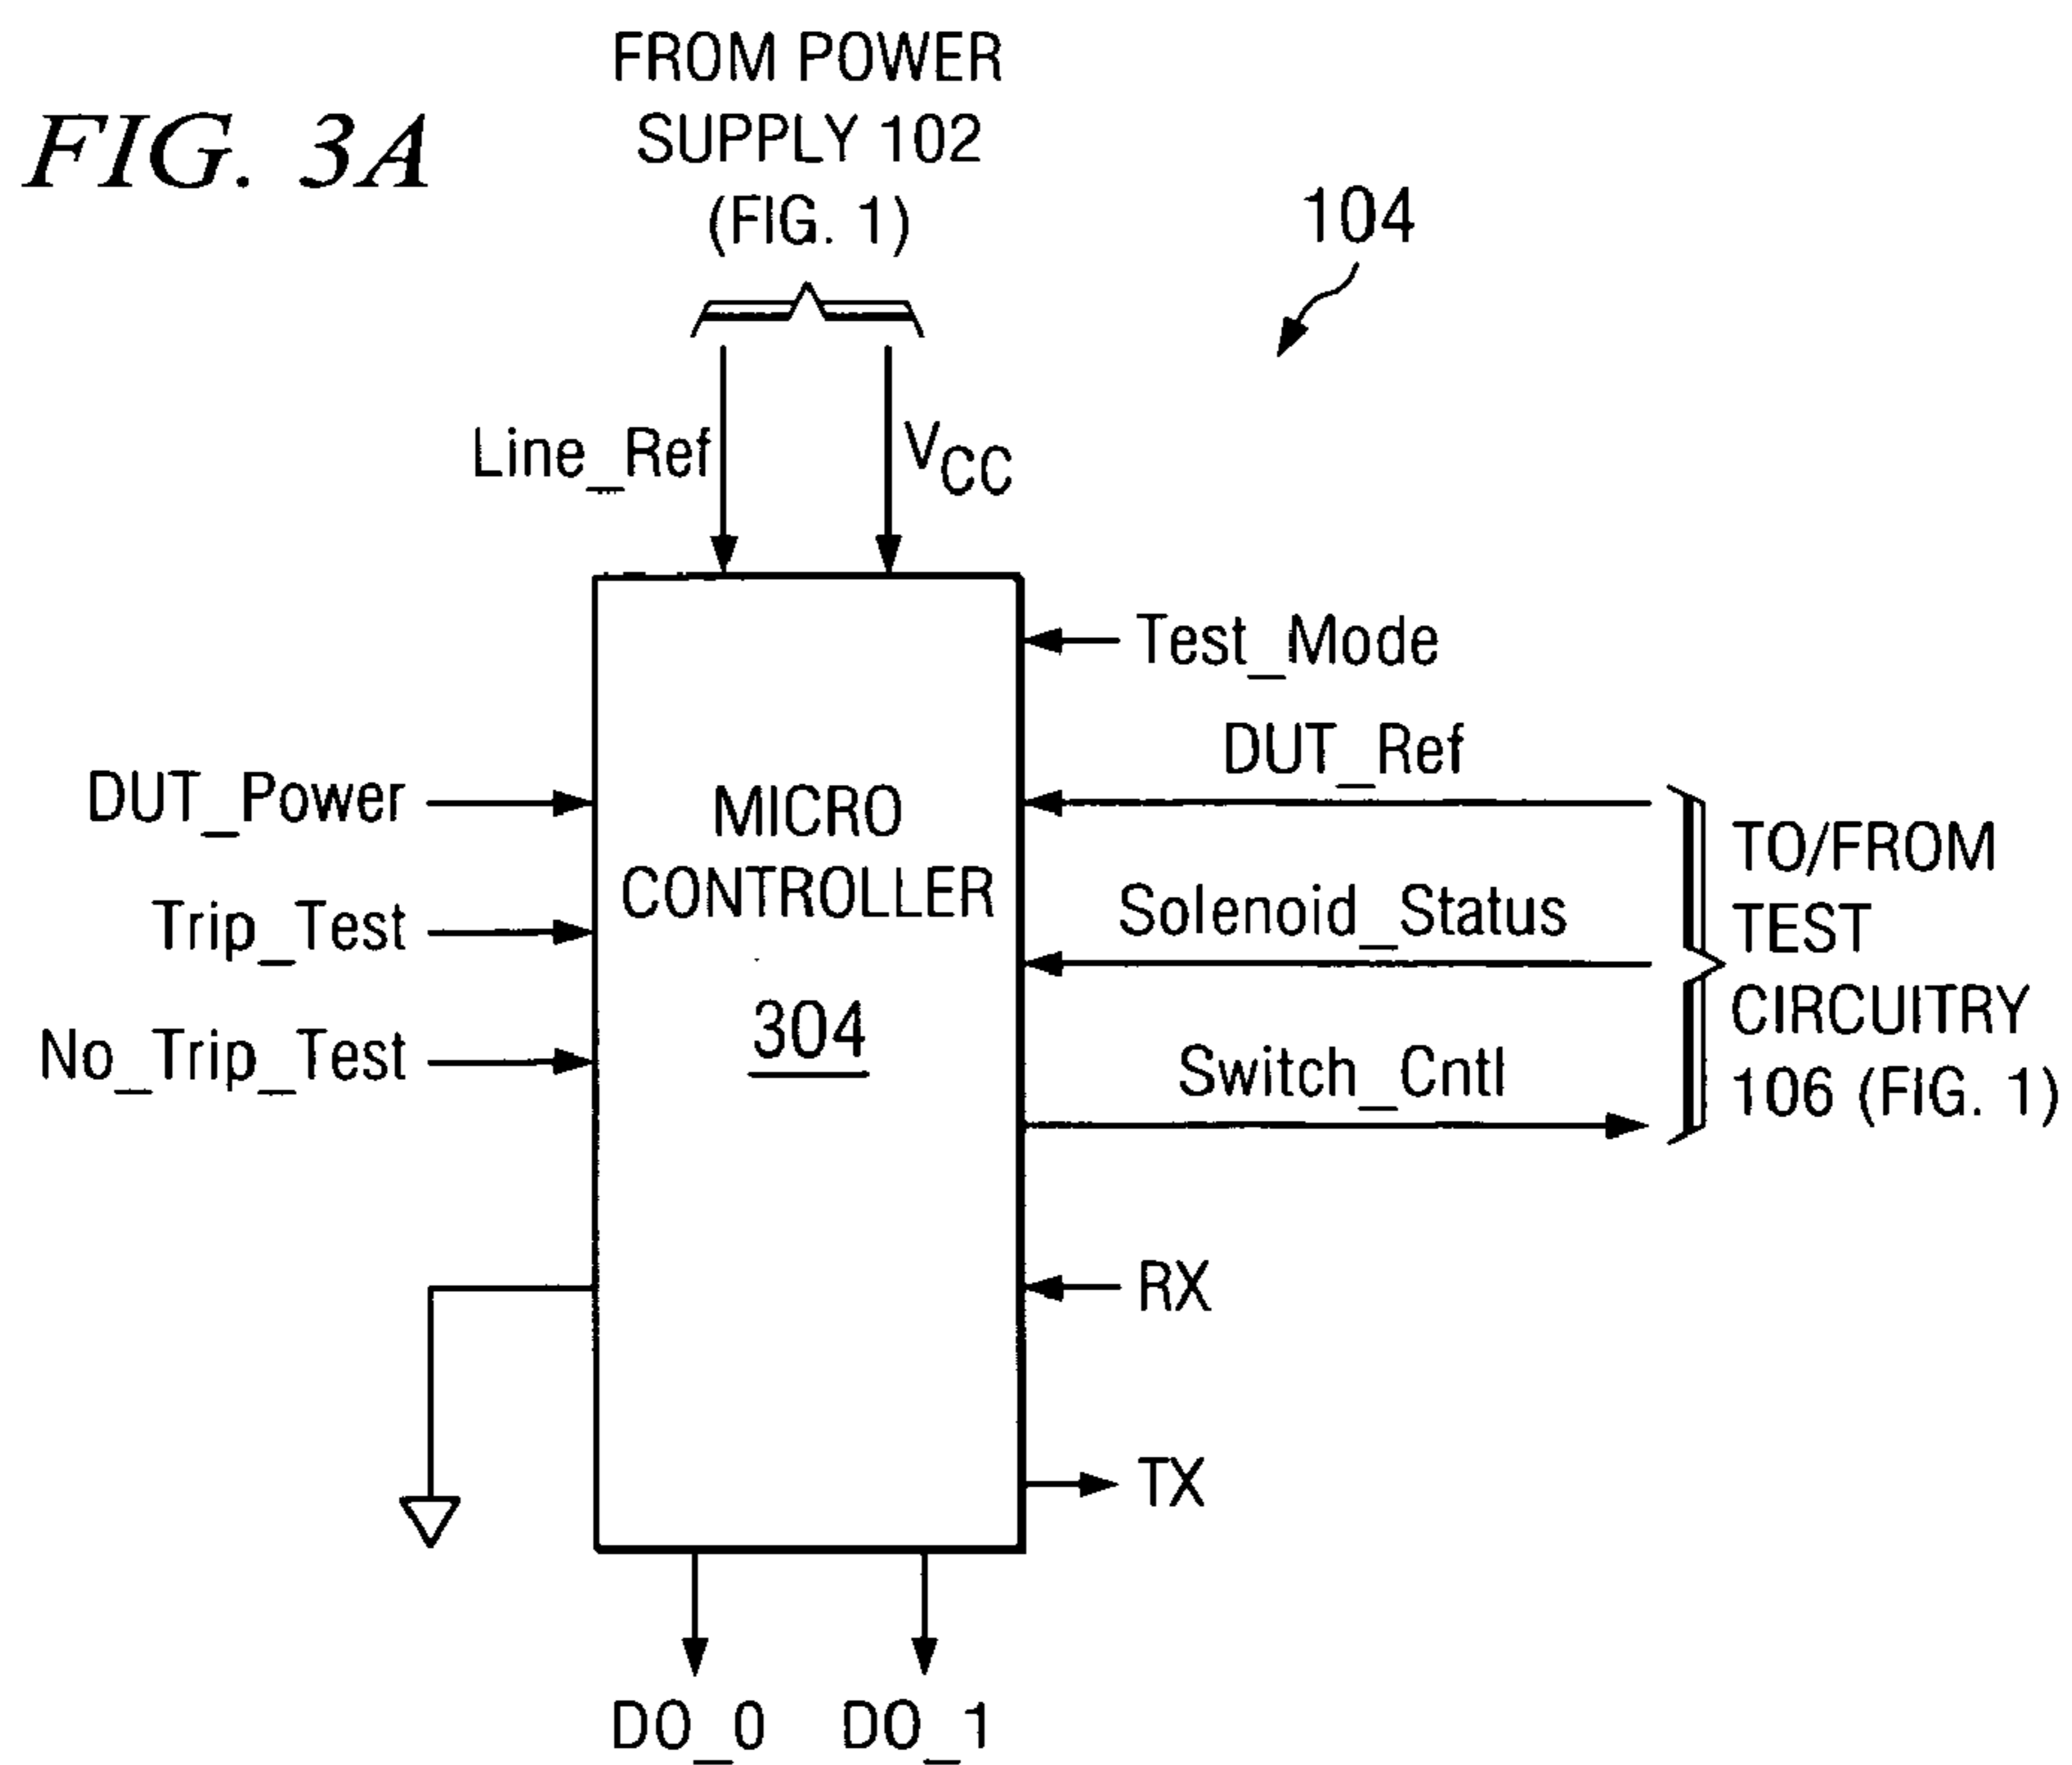 FIG. 3A
FROM POWER
SUPPLY 102
(FIG. 1)
104
Line_Ref
VCC
Test_Mode
DUT_Ref
DUT_Power
MICRO
CONTROLLER
304
Trip_Test
Solenoid_Status
No_Trip_Test
Switch_Cntl
TO/FROM
TEST
CIRCUITRY
106 (FIG. 1)
RX
TX
DO_0
DO_1